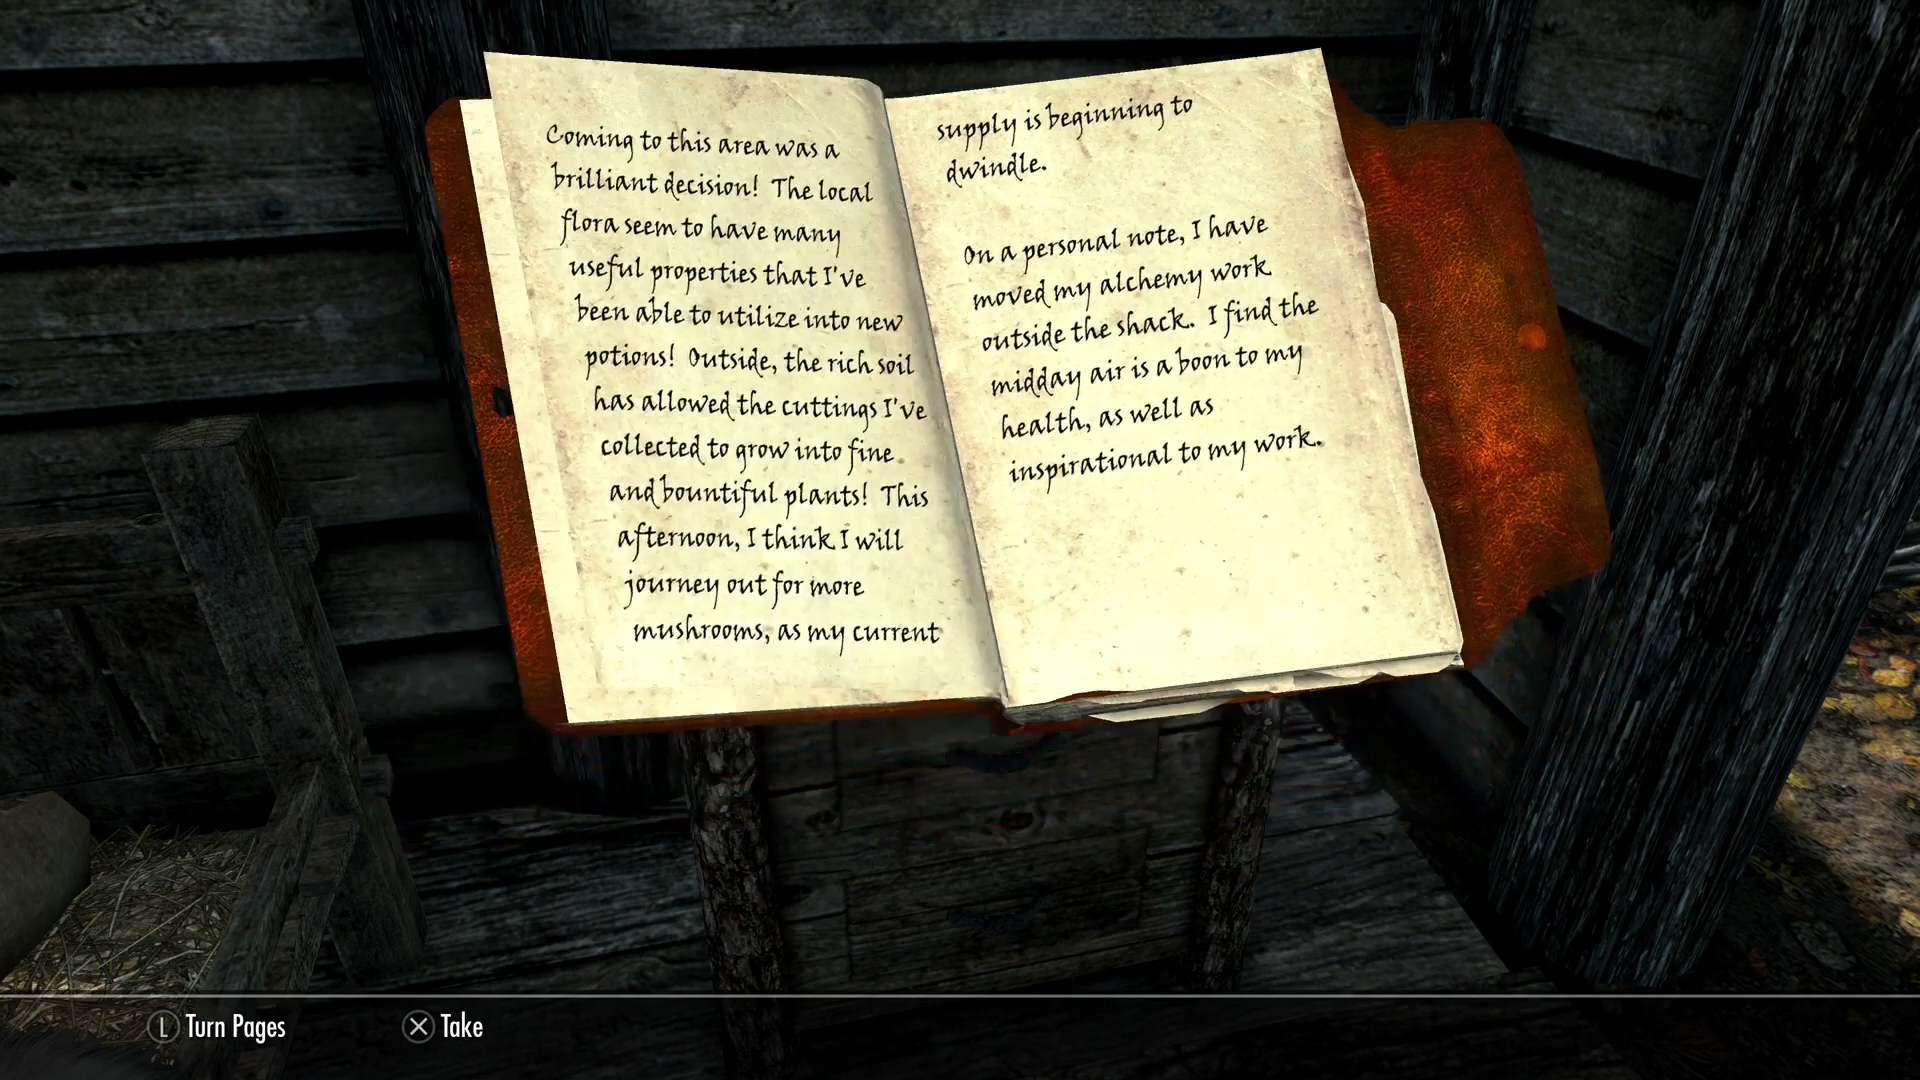 Coming to this area was a
brilliant decision! The local
flora seem to have many
useful properties that I've
been able to utilize into new
potions! Outside, the rich soil
has allowed the cuttings I've
collected to grow into fine
and bountiful plants! This
afternoon, I think I will
journey out for more
mushrooms, as my current
supply is beginning to
dwindle.
On a personal note, I have
moved my alchemy work
outside the shack. I find the
midday air is a boon to my
health, as well as
inspirational to my work.
L Turn Pages
X Take